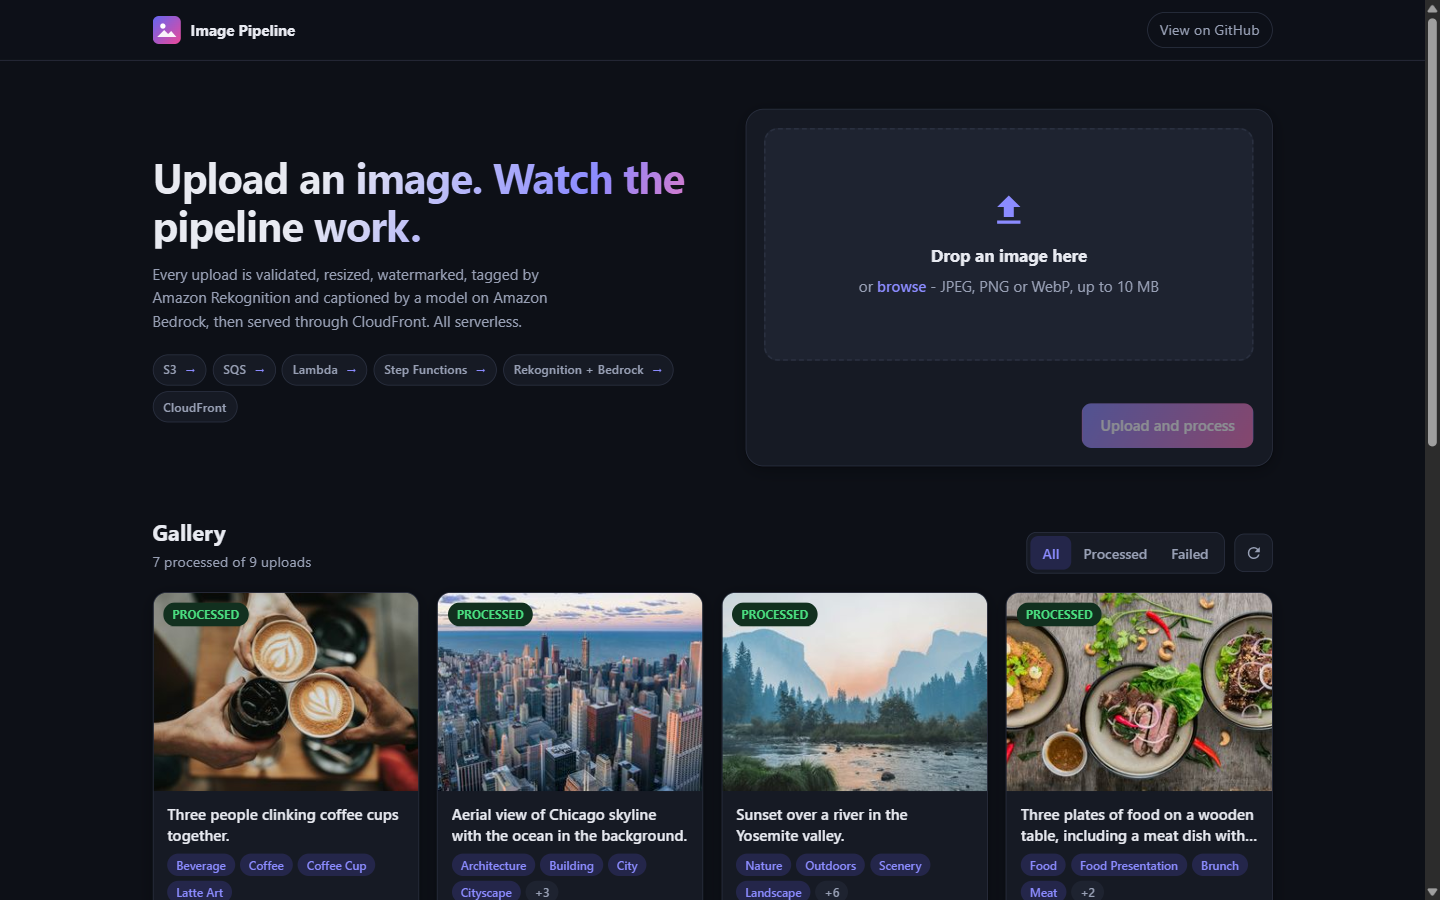 Image Pipeline
View on GitHub
Upload an image. Watch the
pipeline work.
Every upload is validated, resized, watermarked, tagged by
Amazon Rekognition and captioned by a model on Amazon
Bedrock, then served through CloudFront. All serverless.
S3 → SQS → Lambda → Step Functions → Rekognition + Bedrock →
CloudFront
Drop an image here
or browse - JPEG, PNG or WebP, up to 10 MB
Upload and process
Gallery
7 processed of 9 uploads
All Processed Failed
PROCESSED
Three people clinking coffee cups
together.
Beverage Coffee Coffee Cup
Latte Art
PROCESSED
Aerial view of Chicago skyline
with the ocean in the background.
Architecture Building City
Cityscape +3
PROCESSED
Sunset over a river in the
Yosemite valley.
Nature Outdoors Scenery
Landscape +6
PROCESSED
Three plates of food on a wooden
table, including a meat dish with...
Food Food Presentation Brunch
Meat +2